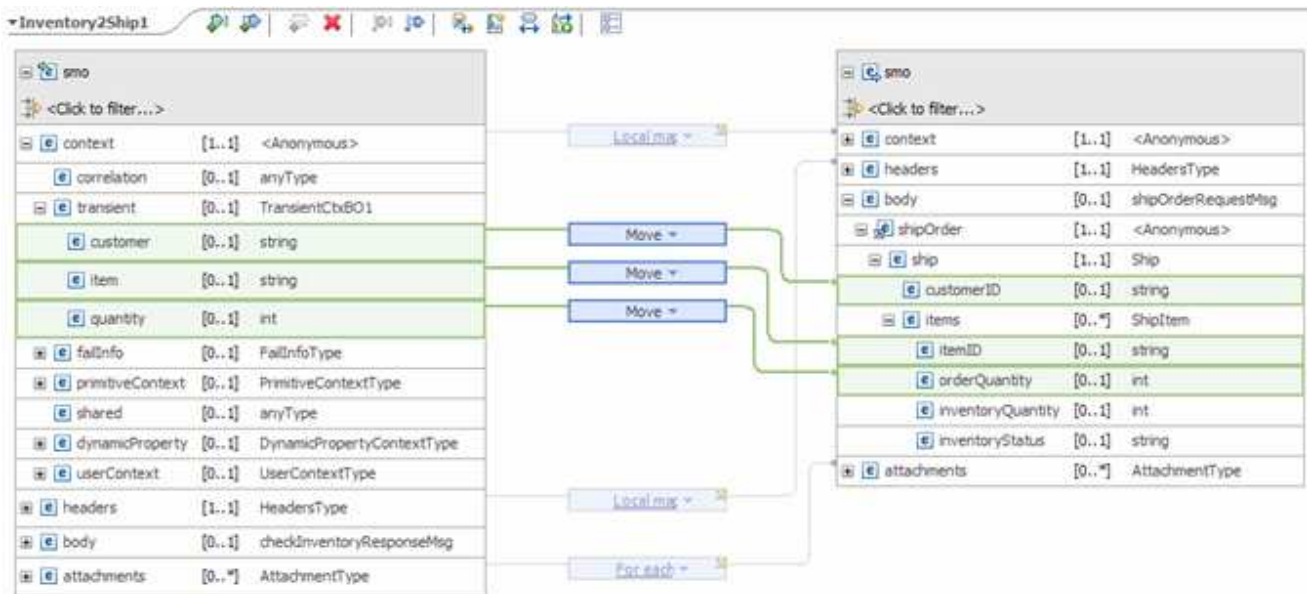 *Inventory2Ship1
smo
<Click to filter...>
context [1..1] <Anonymous>
correlation [0..1] anyType
transient [0..1] TransientCtxBO1
customer [0..1] string
item [0..1] string
quantity [0..1] int
failInfo [0..1] FailInfoType
primitiveContext [0..1] PrimitiveContextType
shared [0..1] anyType
dynamicProperty [0..1] DynamicPropertyContextType
userContext [0..1] UserContextType
headers [1..1] HeadersType
body [0..1] checkInventoryResponseMsg
attachments [0..*] AttachmentType
Local map
Move
Move
Move
Local map
For each
smo
<Click to filter...>
context [1..1] <Anonymous>
headers [1..1] HeadersType
body [0..1] shipOrderRequestMsg
shipOrder [1..1] <Anonymous>
ship [1..1] Ship
customerID [0..1] string
items [0..*] ShipItem
itemID [0..1] string
orderQuantity [0..1] int
inventoryQuantity [0..1] int
inventoryStatus [0..1] string
attachments [0..*] AttachmentType